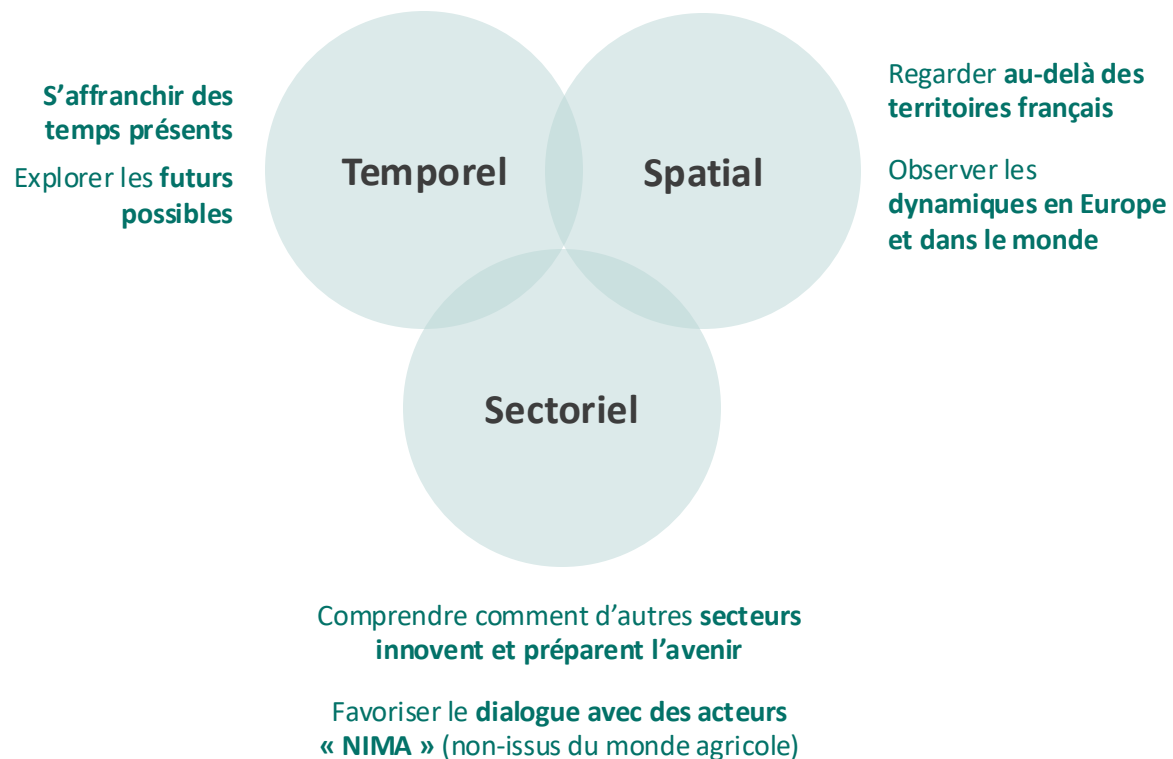 S’affranchir des
temps présents
Explorer les futurs
possibles
Temporel
Spatial
Regarder au-delà des
territoires français
Observer les
dynamiques en Europe
et dans le monde
Sectoriel
Comprendre comment d’autres secteurs
innovent et préparent l’avenir
Favoriser le dialogue avec des acteurs
« NIMA » (non-issus du monde agricole)